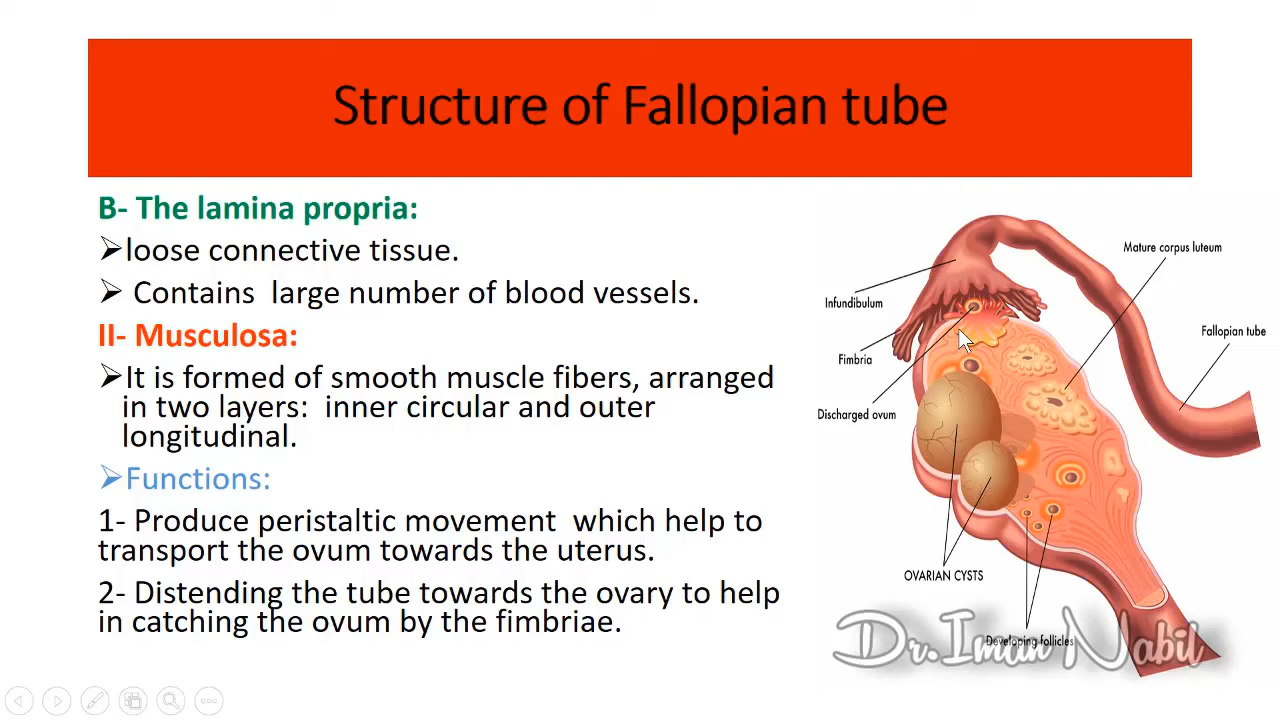 Structure of Fallopian tube
B- The lamina propria:
➢loose connective tissue.
➢ Contains  large number of blood vessels.
II- Musculosa:
➢It is formed of smooth muscle fibers, arranged
in two layers:  inner circular and outer
longitudinal.
➢Functions:
1- Produce peristaltic movement  which help to
transport the ovum towards the uterus.
2- Distending the tube towards the ovary to help
in catching the ovum by the fimbriae.
Mature corpus luteum
Infundibulum
Fallopian tube
Fimbria
Discharged ovum
OVARIAN CYSTS
Developing follicles
Dr.Iman Nabil